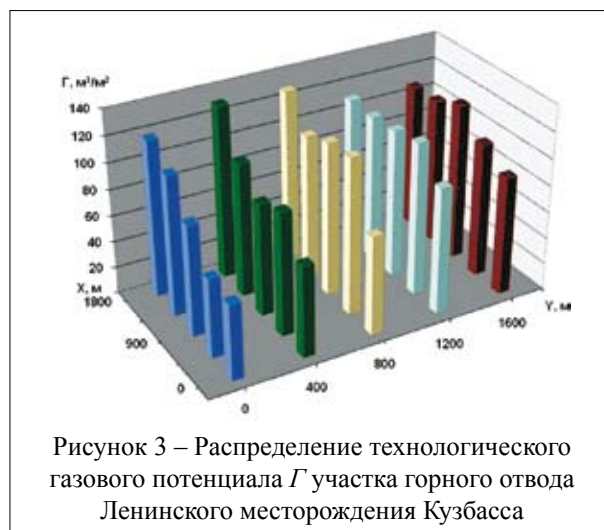 Г, м³/м²
140
120
100
80
60
40
20
X, м
1800
900
0
0
400
800
1200
1600
Y, м
Рисунок 3 – Распределение технологического
газового потенциала Г участка горного отвода
Ленинского месторождения Кузбасса